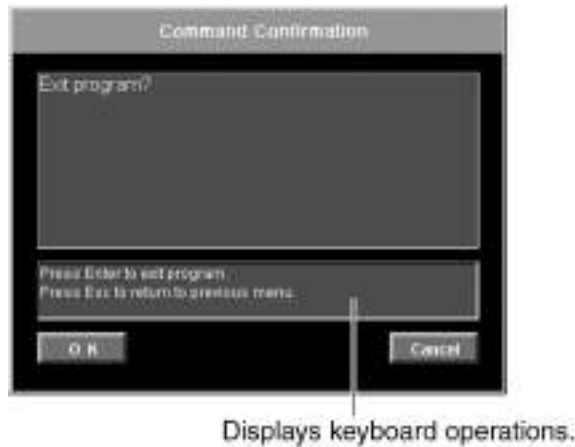 Command Confirmation
Exit program?
Press Enter to exit program.
Press Esc to return to previous menu.
O K
Cancel
Displays keyboard operations.